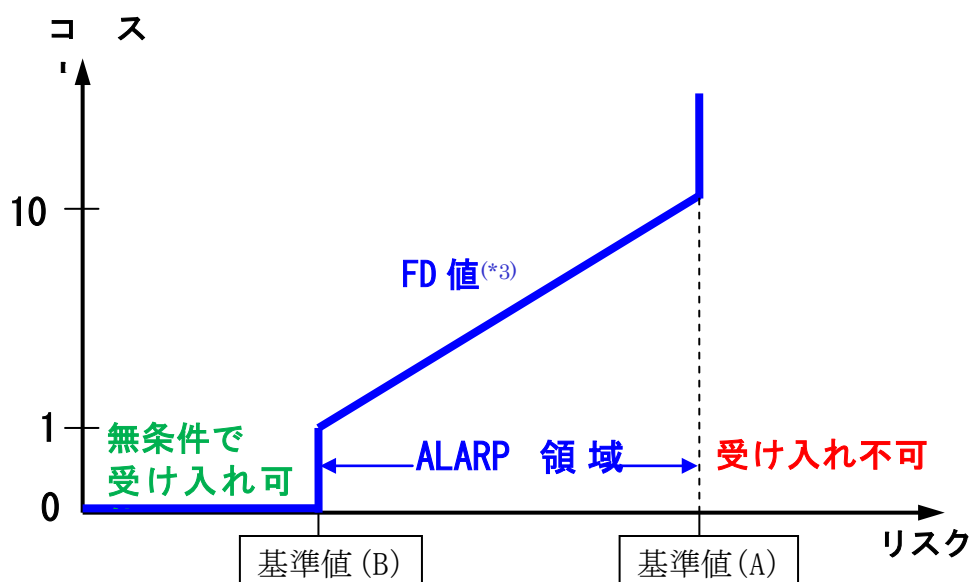 コ ス
10
FD 値(*3)
1
無条件で
受け入れ可
ALARP 領域
受け入れ不可
0
リスク
基準値(B)
基準値(A)